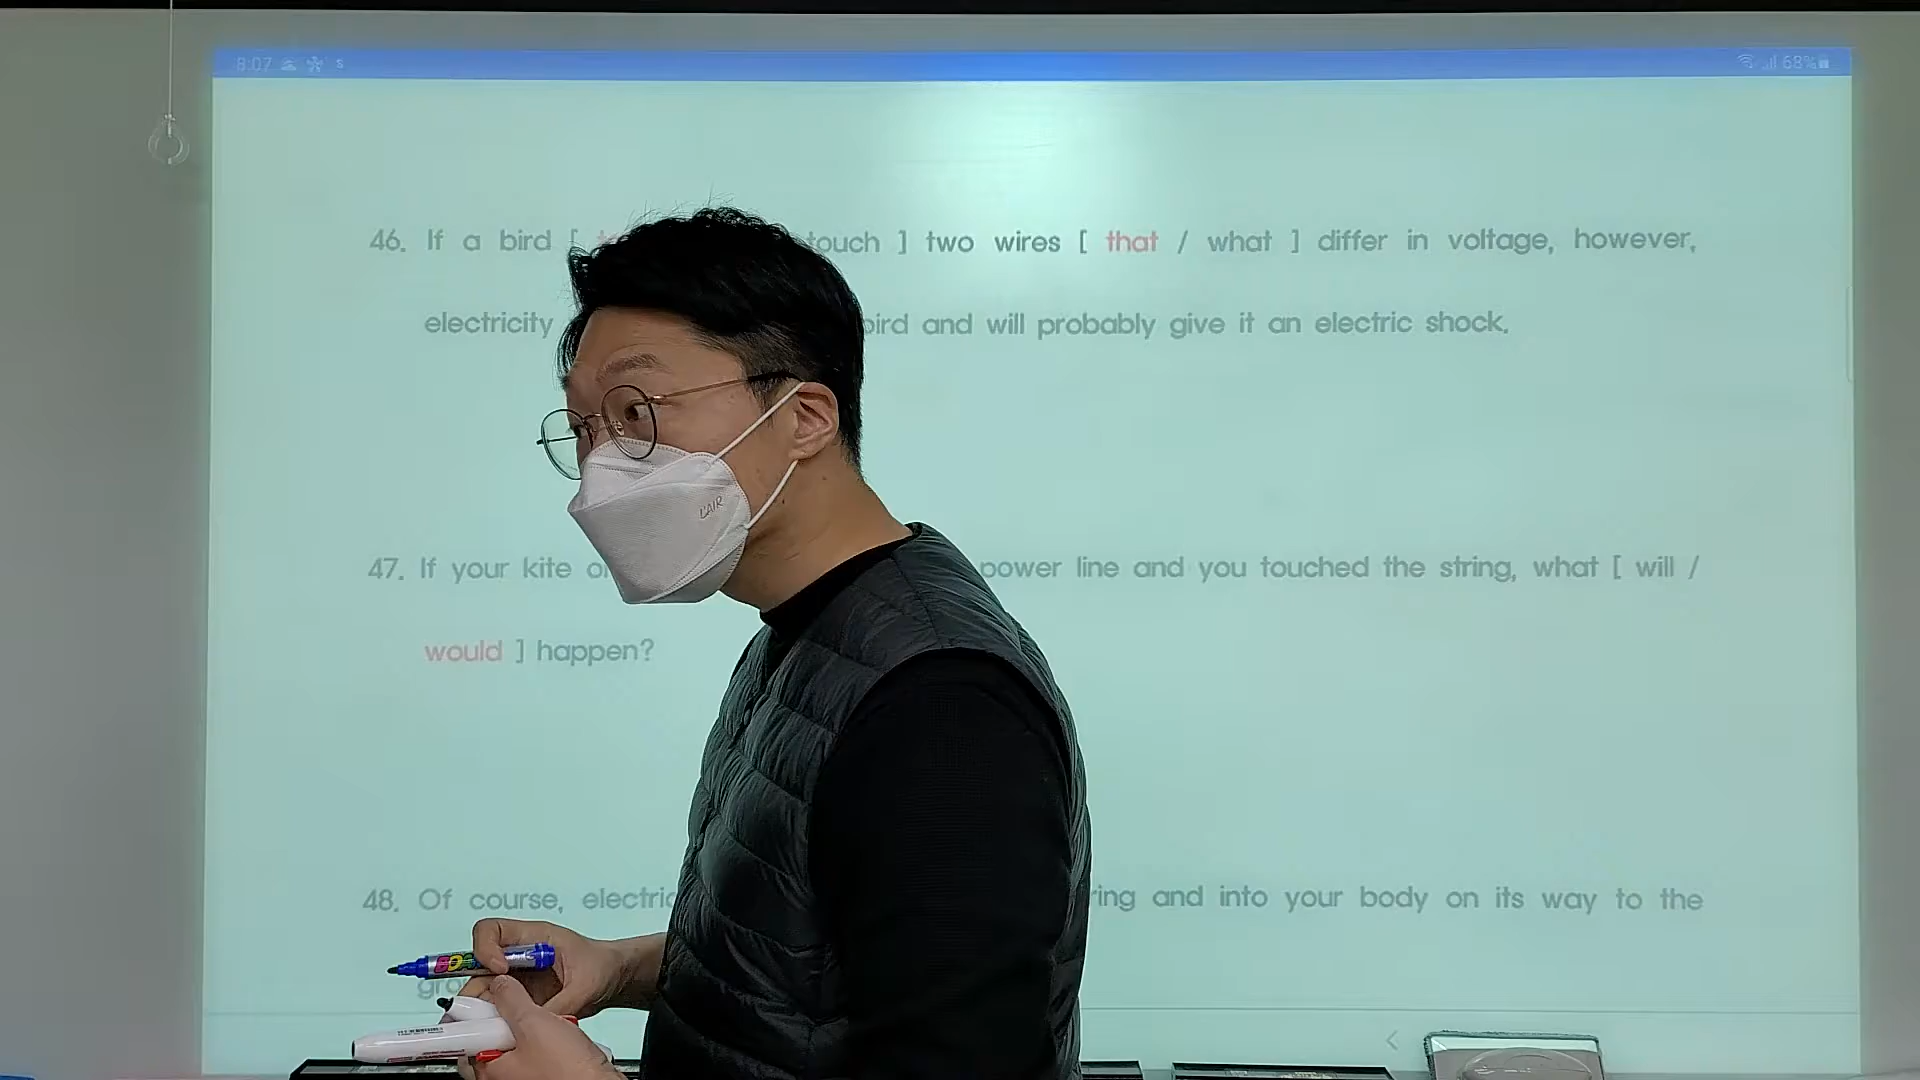 8:07 S 68%
46. If a bird [ touch ] two wires [ that / what ] differ in voltage, however,
electricity bird and will probably give it an electric shock.
47. If your kite power line and you touched the string, what [ will /
would ] happen?
48. Of course, and into your body on its way to the
L'AIR